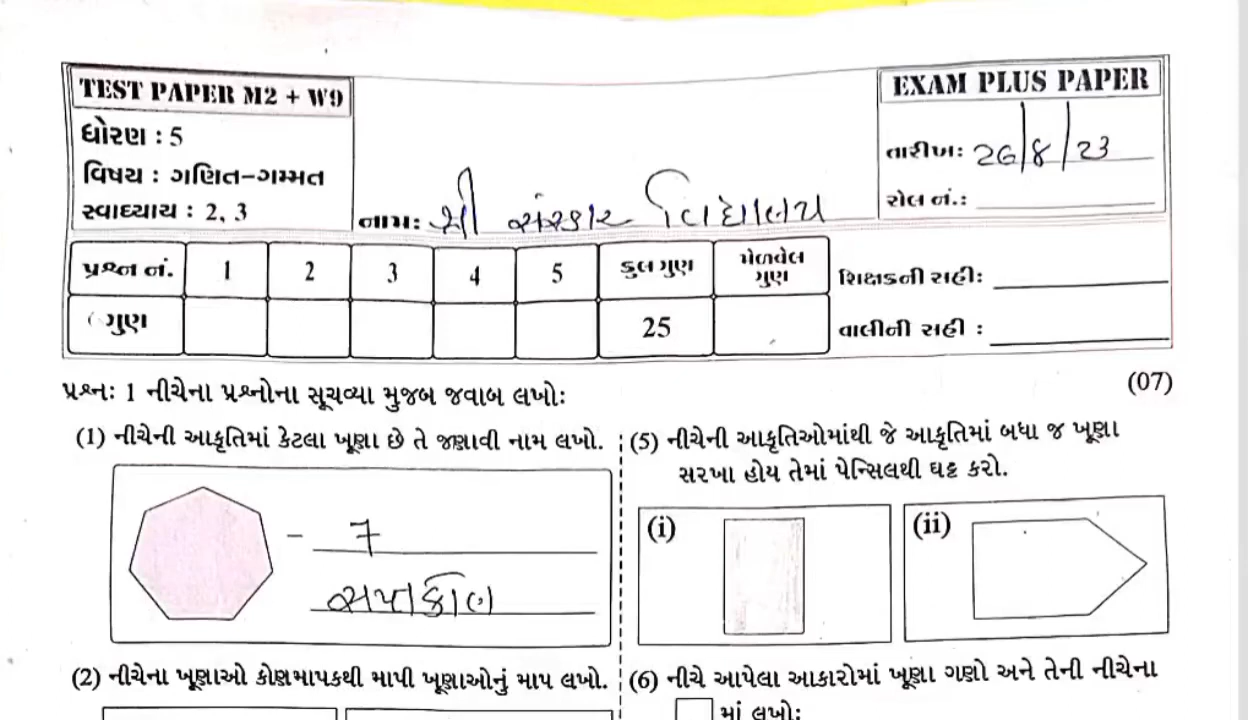 TEST PAPER M2 + W9
ધોરણ : 5
વિષય : ગણિત-ગમ્મત
સ્વાધ્યાય : 2, 3
નામ: શ્રી સંસ્કાર વિદ્યાલય
EXAM PLUS PAPER
તારીખ: 26/8/23
રોલ નં.:
પ્રશ્ન નં. 1 2 3 4 5 કુલ ગુણ મેળવેલ ગુણ
ગુણ 25
શિક્ષકની સહી:
વાલીની સહી :
પ્રશ્ન: 1 નીચેના પ્રશ્નોના સૂચવ્યા મુજબ જવાબ લખો: (07)
(1) નીચેની આકૃતિમાં કેટલા ખૂણા છે તે જણાવી નામ લખો.
- 7
સપ્તકોણ
(2) નીચેના ખૂણાઓ કોણમાપકથી માપી ખૂણાઓનું માપ લખો.
(5) નીચેની આકૃતિઓમાંથી જે આકૃતિમાં બધા જ ખૂણા
સરખા હોય તેમાં પેન્સિલથી ઘટ્ટ કરો.
(i) (ii)
(6) નીચે આપેલા આકારોમાં ખૂણા ગણો અને તેની નીચેના
માં લખો: